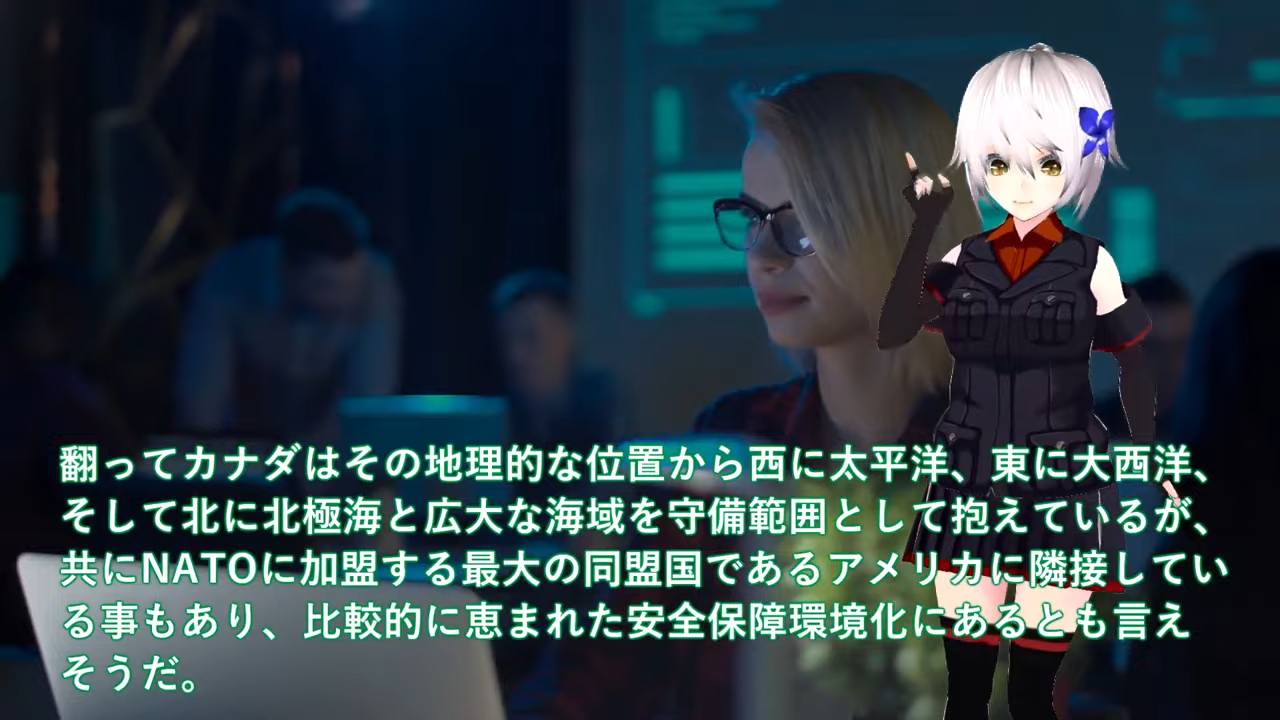 翻ってカナダはその地理的な位置から西に太平洋、東に大西洋、
そして北に北極海と広大な海域を守備範囲として抱えているが、
共にNATOに加盟する最大の同盟国であるアメリカに隣接してい
る事もあり、比較的に恵まれた安全保障環境化にあるとも言え
そうだ。